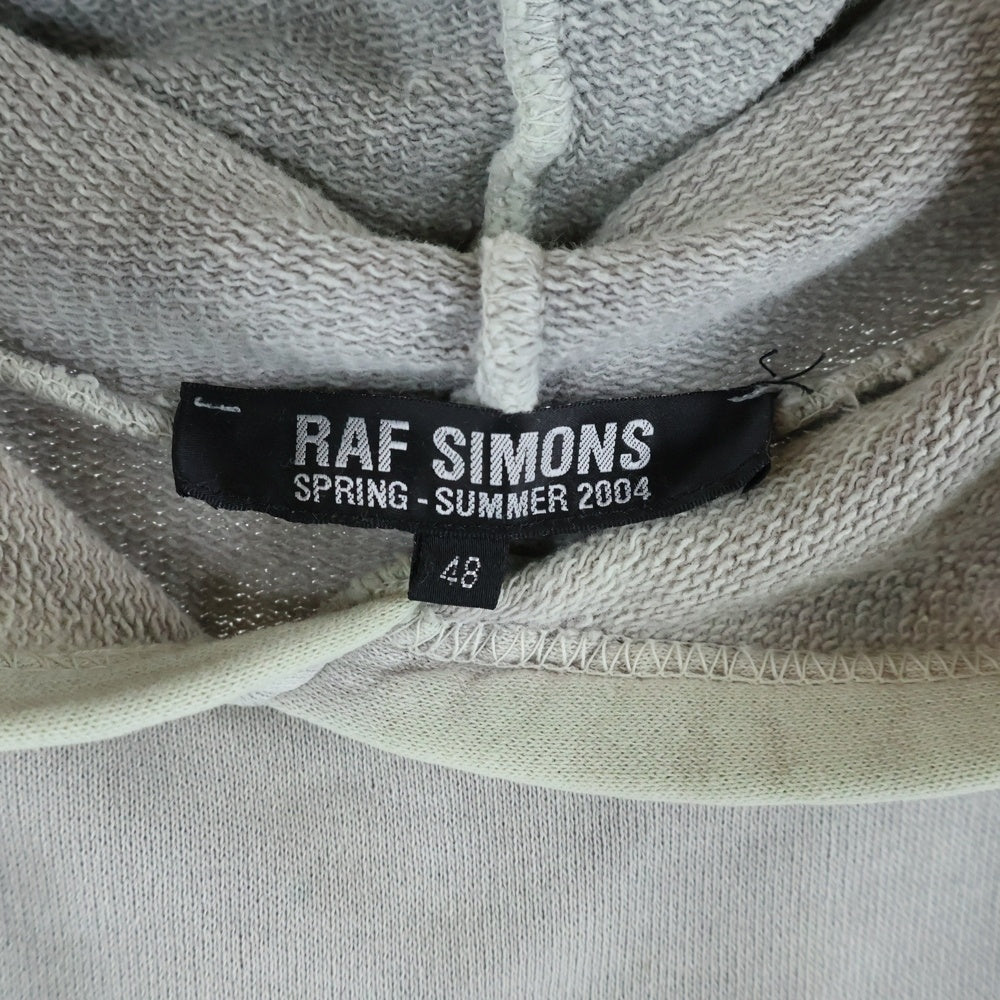 RAF SIMONS
SPRING - SUMMER 2004
48